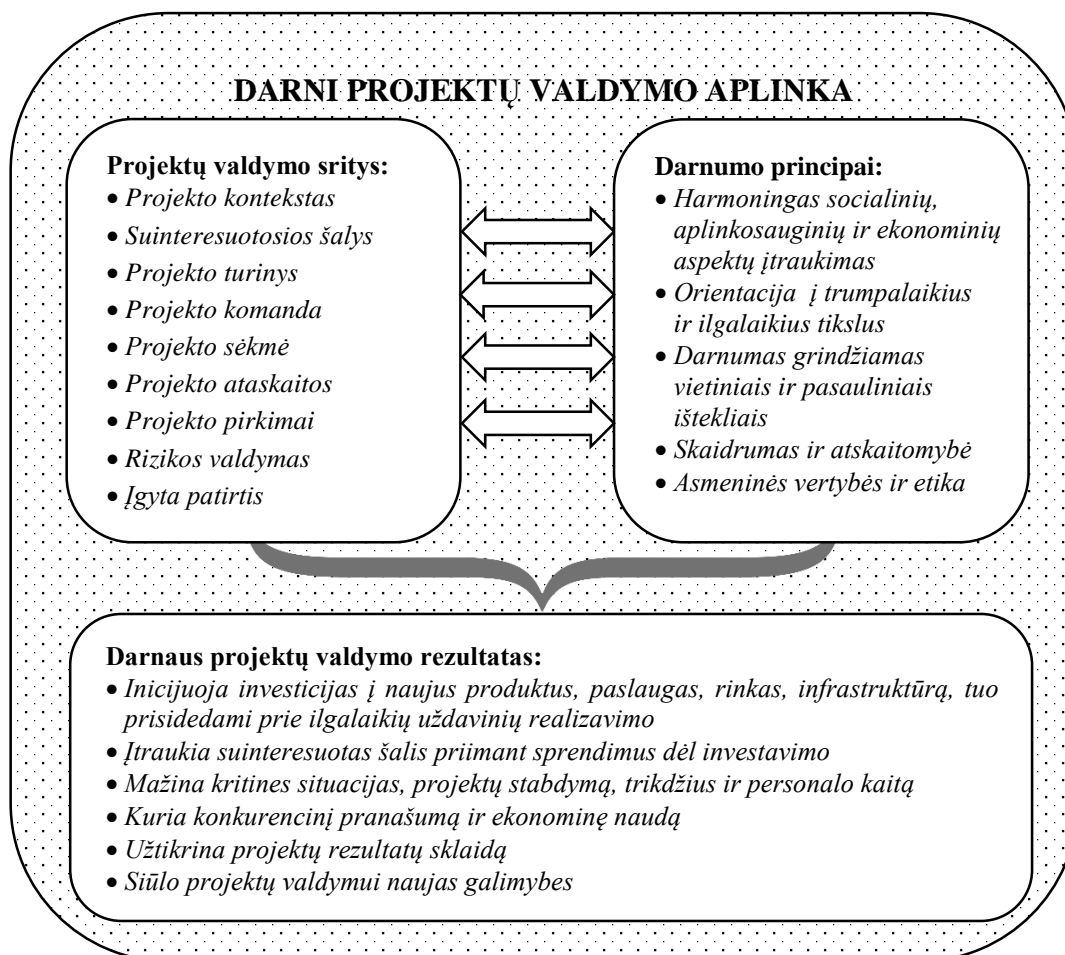 DARNI PROJEKTŲ VALDYMO APLINKA
Projektų valdymo sritys:
• Projekto kontekstas
• Suinteresuotosios šalys
• Projekto turinys
• Projekto komanda
• Projekto sėkmė
• Projekto ataskaitos
• Projekto pirkimai
• Rizikos valdymas
• Įgyta patirtis
Darnumo principai:
• Harmoningas socialinių,
aplinkosauginių ir ekonominių
aspektų įtraukimas
• Orientacija į trumpalaikius
ir ilgalaikius tikslus
• Darnumas grindžiamas
vietiniais ir pasauliniais
ištekliais
• Skaidrumas ir atskaitomybė
• Asmeninės vertybės ir etika
Darnaus projektų valdymo rezultatas:
• Inicijuoja investicijas į naujus produktus, paslaugas, rinkas, infrastruktūrą, tuo
prisidedami prie ilgalaikių uždavinių realizavimo
• Įtraukia suinteresuotas šalis priimant sprendimus dėl investavimo
• Mažina kritines situacijas, projektų stabdymą, trikdžius ir personalo kaitą
• Kuria konkurencinį pranašumą ir ekonominę naudą
• Užtikrina projektų rezultatų sklaidą
• Siūlo projektų valdymui naujas galimybes